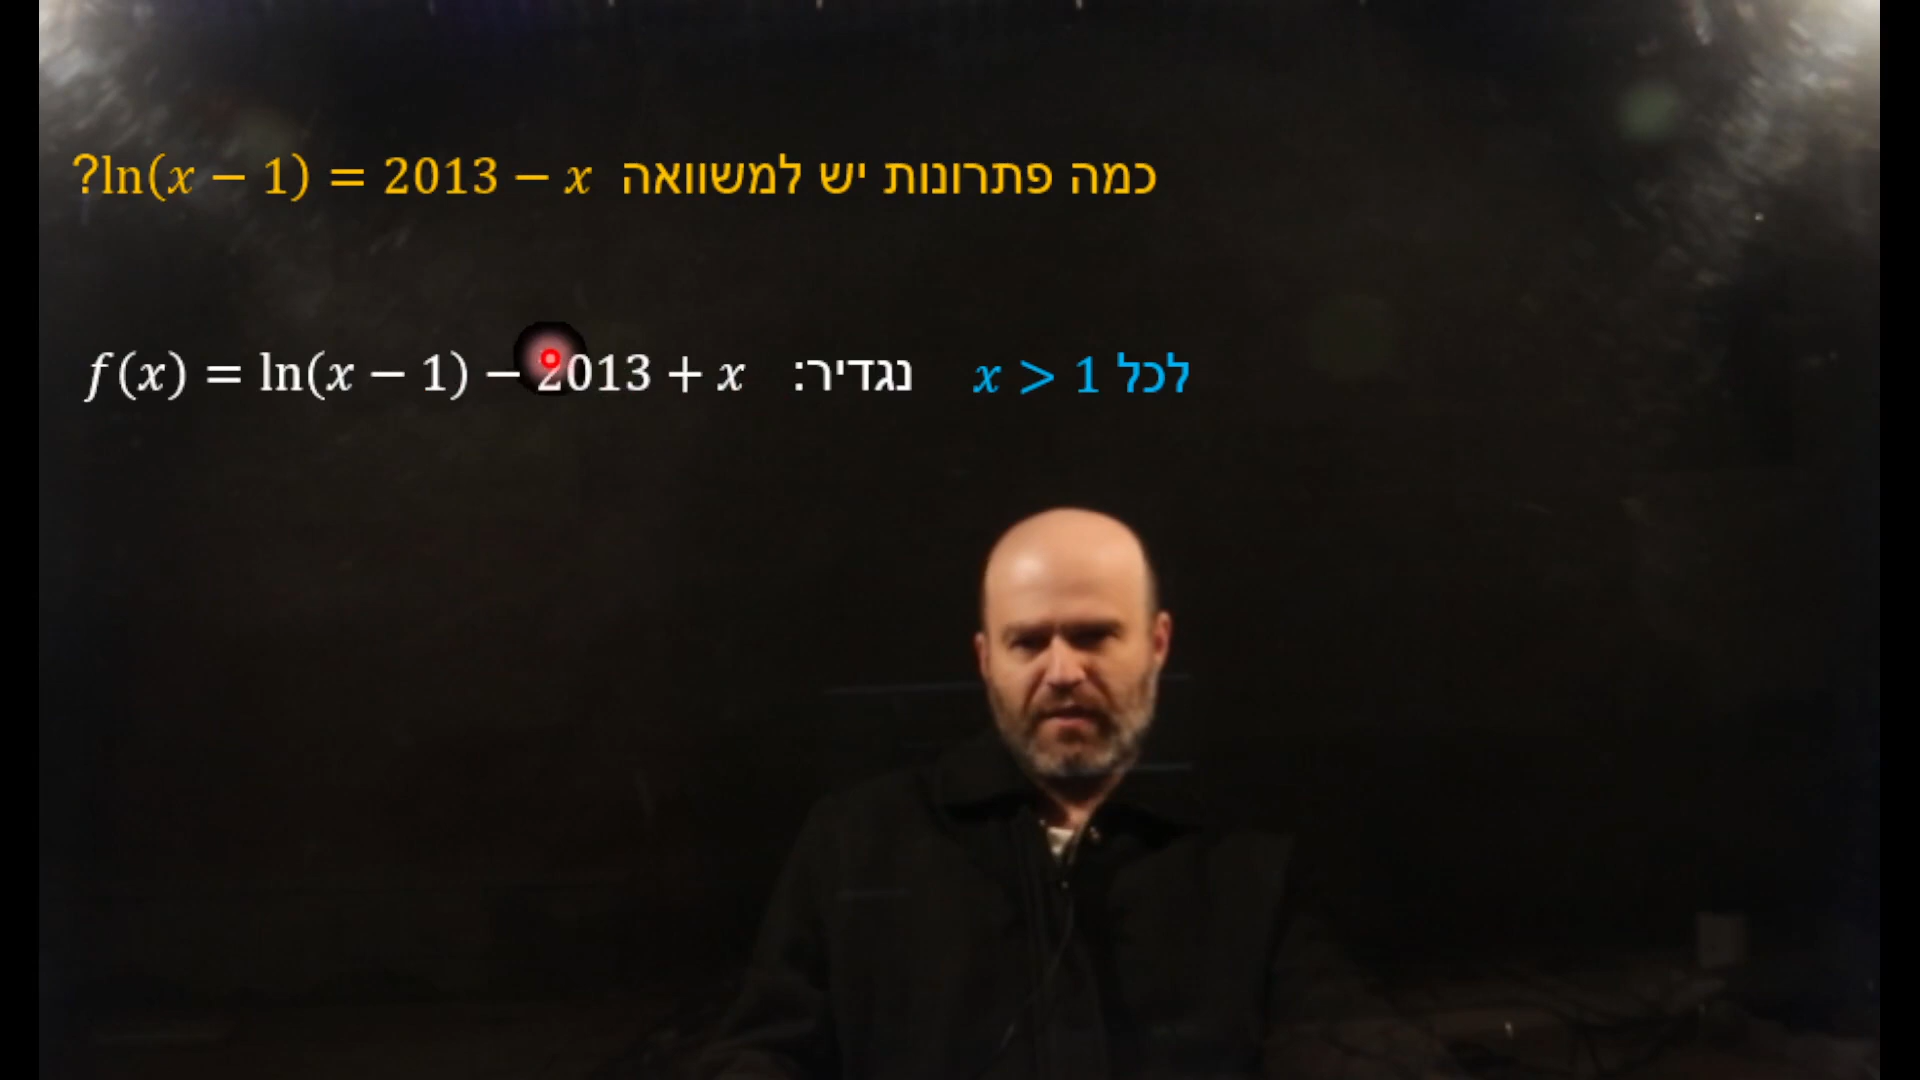 כמה פתרונות יש למשוואה ln(x − 1) = 2013 − x?
לכל x > 1 נגדיר: f(x) = ln(x − 1) − 2013 + x